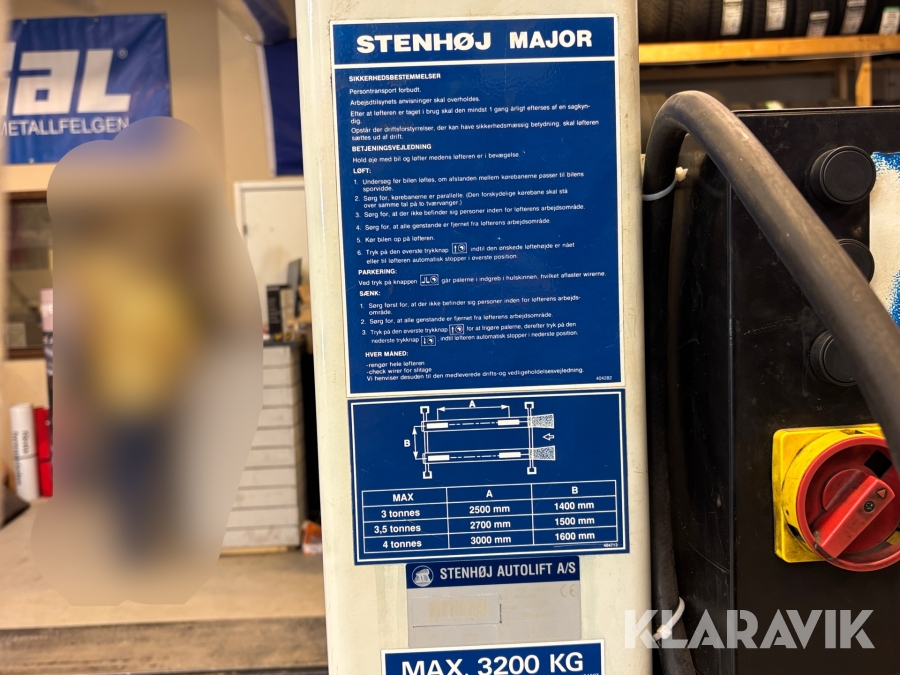 AL
METALLFELGEN
STENHØJ MAJOR
SIKKERHEDSBESTEMMELSER
Persontransport forbudt.
Arbejdtilsynets anvisninger skal overholdes.
Efter at løfteren er taget i brug skal den mindst 1 gang årligt efterses af en sagkyn-
dig.
Opstår der driftsforstyrrelser, der kan have sikkerhedsmæssig betydning, skal løfteren
sættes ud af drift.
BETJENINGSVEJLEDNING
Hold øje med bil og løfter medens løfteren er i bevægelse.
LØFT:
1. Undersøg før bilen løftes, om afstanden mellem kørebanerne passer til bilens
sporvidde.
2. Sørg for, kørebanerne er parallelle. (Den forskydelige kørebane skal stå
over samme tal på to tværvanger.)
3. Sørg for, at der ikke befinder sig personer inden for løfterens arbejdsområde.
4. Sørg for, at alle genstande er fjernet fra løfterens arbejdsområde.
5. Kør bilen op på løfteren.
6. Tryk på den øverste trykknap indtil den ønskede løftehøjde er nået
eller til løfteren automatisk stopper i øverste position.
PARKERING:
Ved tryk på knappen går palerne i indgreb i hulskinnen, hvilket aflaster wirerne.
SÆNK:
1. Sørg først for, at der ikke befinder sig personer inden for løfterens arbejds-
område.
2. Sørg for, at alle genstande er fjernet fra løfterens arbejdsområde.
3. Tryk på den øverste trykknap for at frigøre palerne, derefter tryk på den
nederste trykknap , indtil løfteren automatisk stopper i nederste position.
HVER MÅNED:
-rengør hele løfteren
-check wirer for slitage
Vi henviser desuden til den medleverede drifts-og vedligeholdelsesvejledning.
404282
A
B
MAX A B
3 tonnes 2500 mm 1400 mm
3,5 tonnes 2700 mm 1500 mm
4 tonnes 3000 mm 1600 mm
404713
STENHØJ AUTOLIFT A/S
CE
MAX. 3200 KG
KLARAVIK